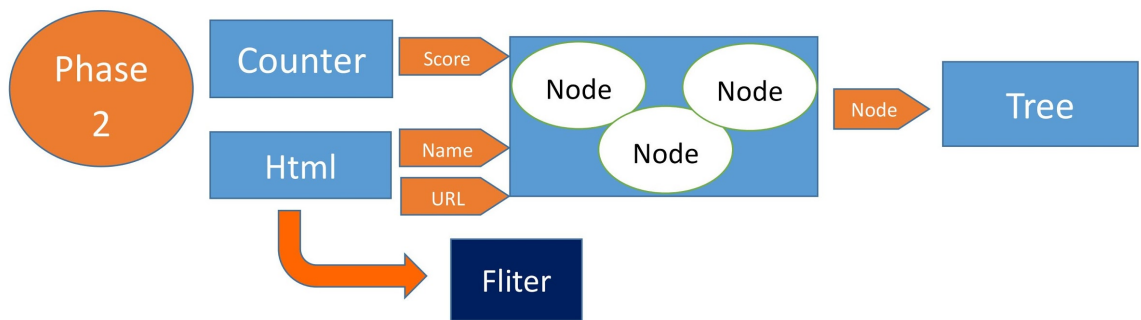 Phase
2
Counter
Score
Html
Name
URL
Node
Node
Node
Node
Tree
Fliter